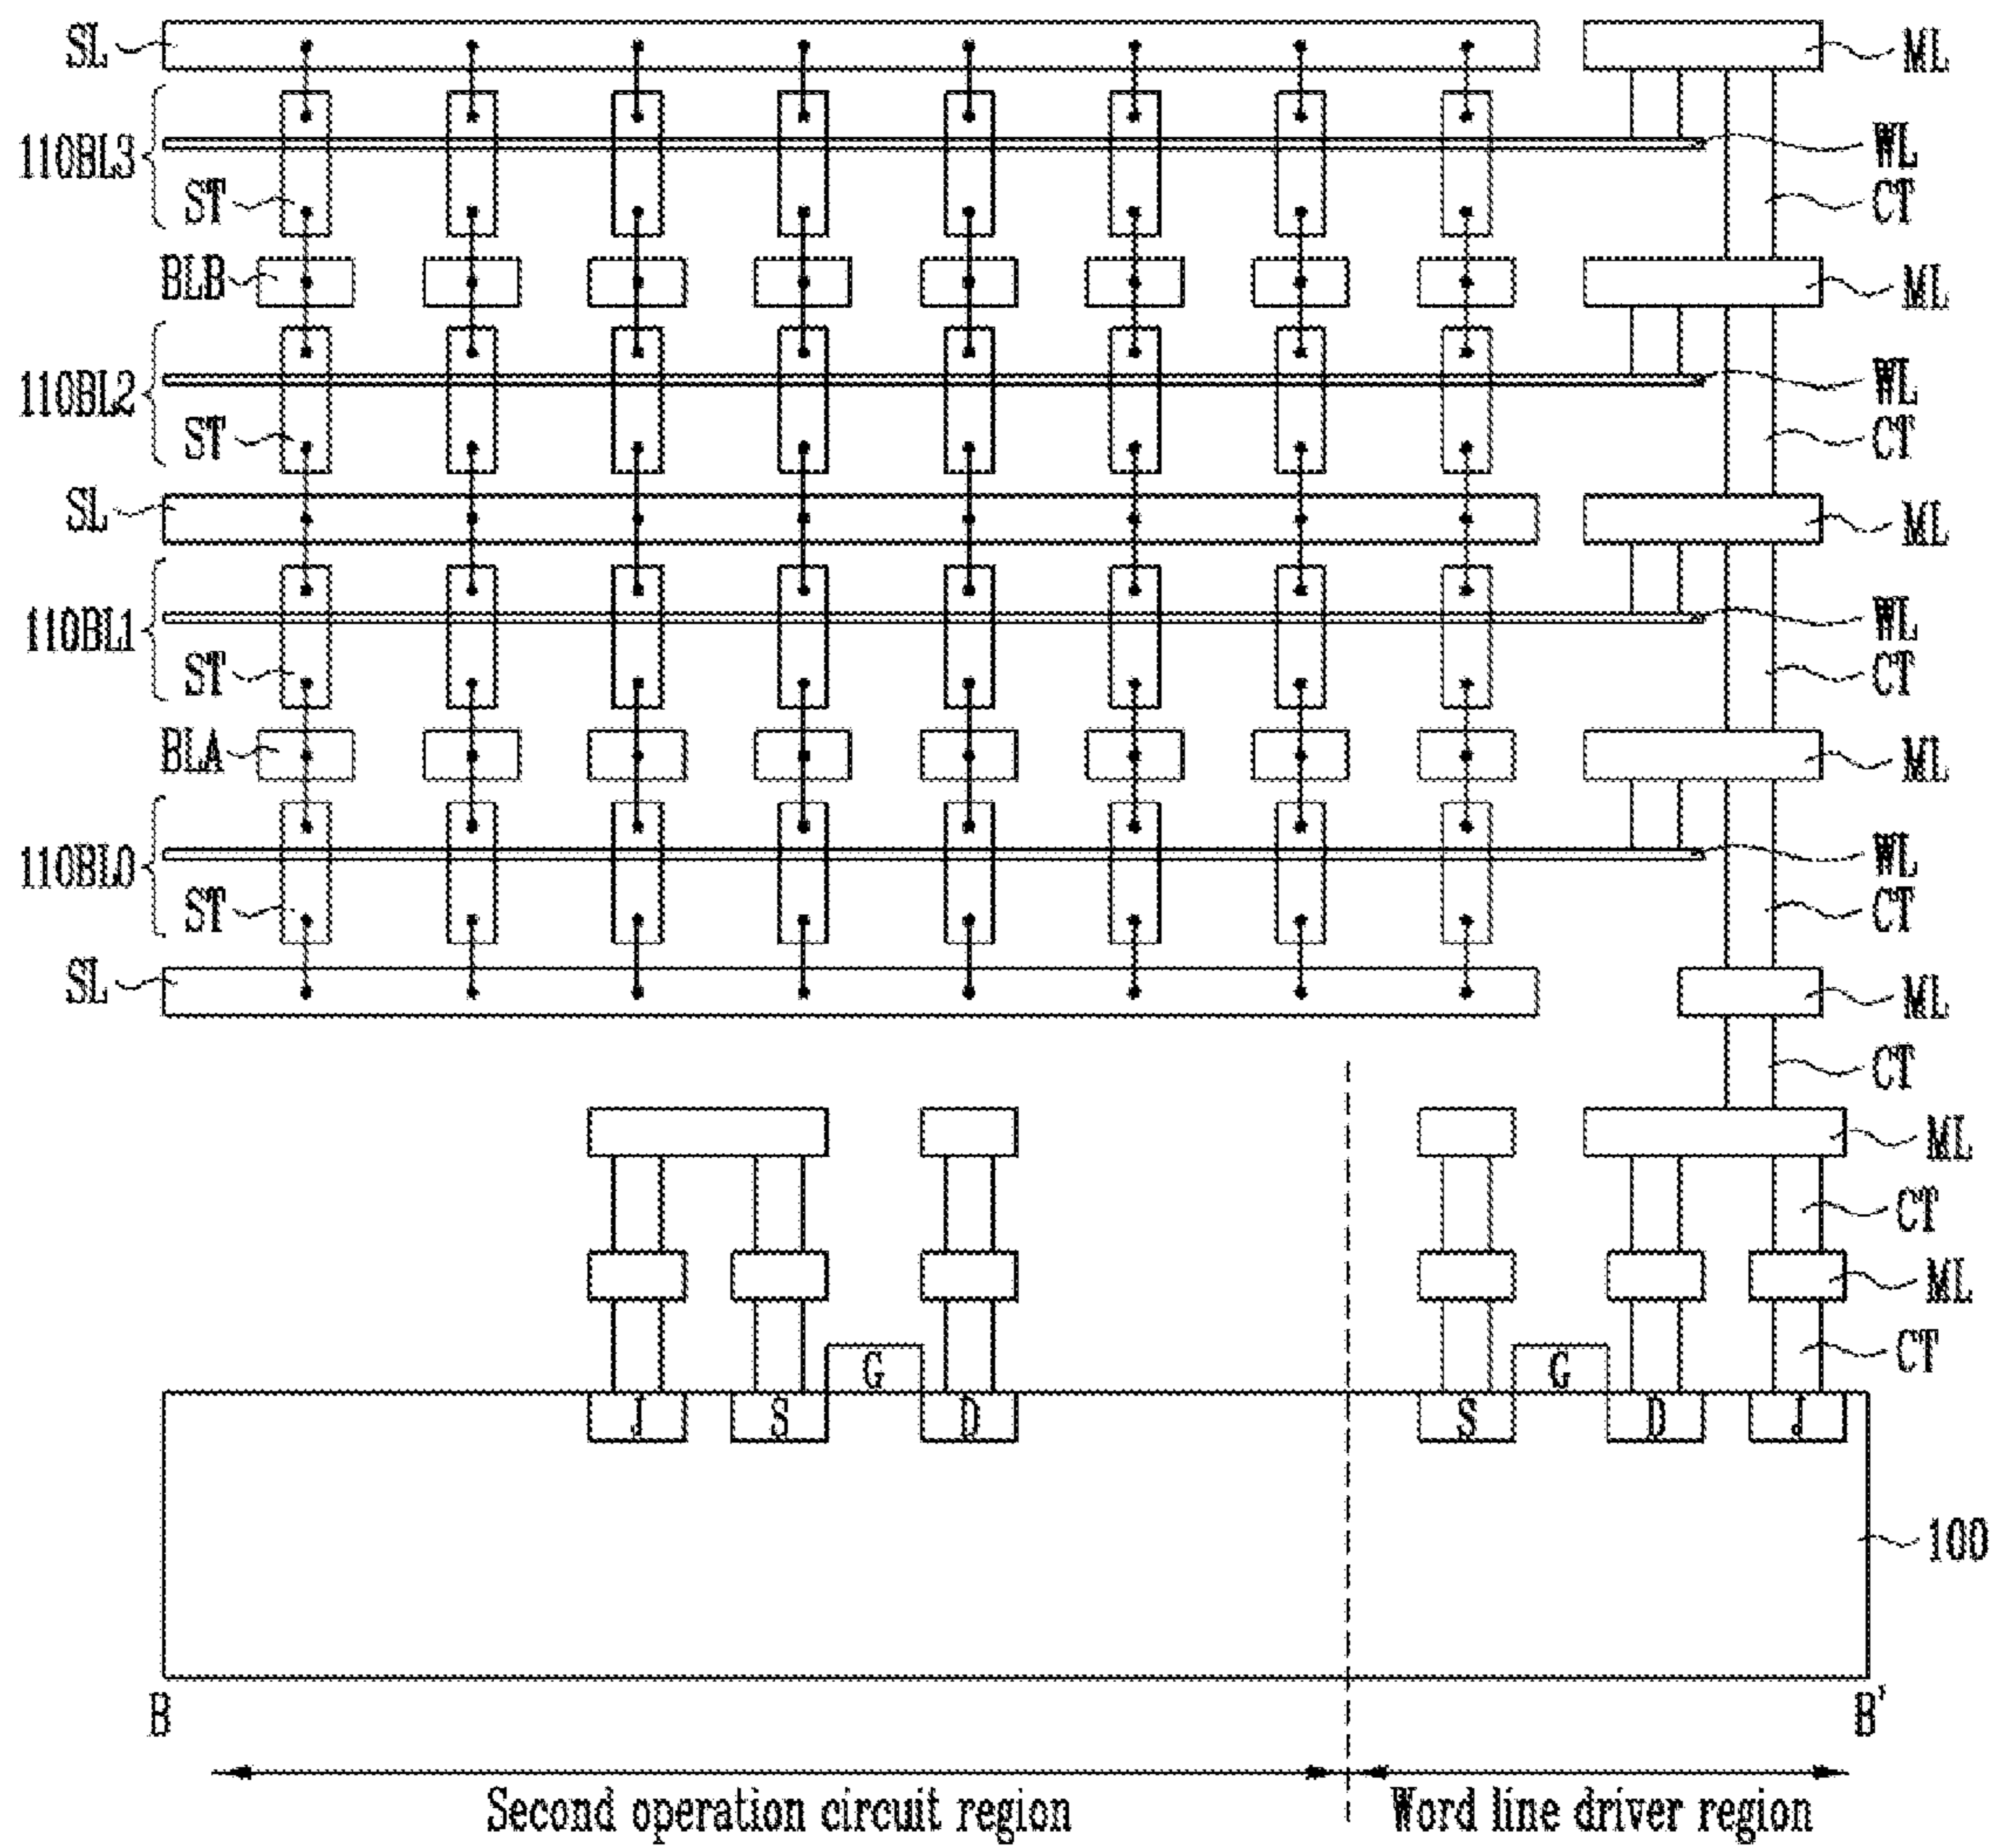 SL ML
110BL3 WL
ST CT
BLB ML
110BL2 WL
ST CT
SL ML
110BL1 WL
ST CT
BLA ML
110BL0 WL
ST CT
SL ML
CT
ML
CT
ML
G G CT
J S D S D J
100
B B'
Second operation circuit region Word line driver region